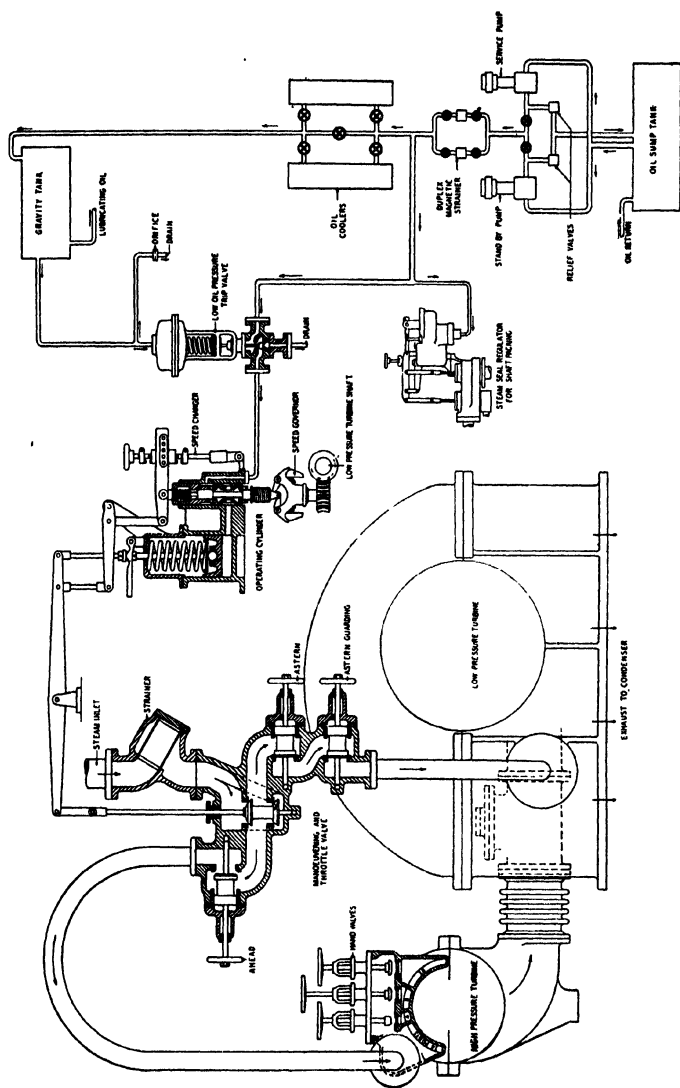 STEAM INLET
STRAINER
AHEAD
MANOEUVRING AND
THROTTLE VALVE
ASTERN
ASTERN GUARDING
HAND VALVES
HIGH PRESSURE TURBINE
LOW PRESSURE TURBINE
EXHAUST TO CONDENSER
OPERATING CYLINDER
SPEED CHANGER
SPEED GOVERNOR
LOW PRESSURE TURBINE SHAFT
GRAVITY TANK
LUBRICATING OIL
ORIFICE
DRAIN
LOW OIL PRESSURE
TRIP VALVE
DRAIN
STEAM SEAL REGULATOR
FOR SHAFT PACKING
OIL
COOLERS
DUPLEX
MAGNETIC
STRAINER
SERVICE PUMP
STAND BY PUMP
RELIEF VALVES
OIL RETURN
OIL SUMP TANK